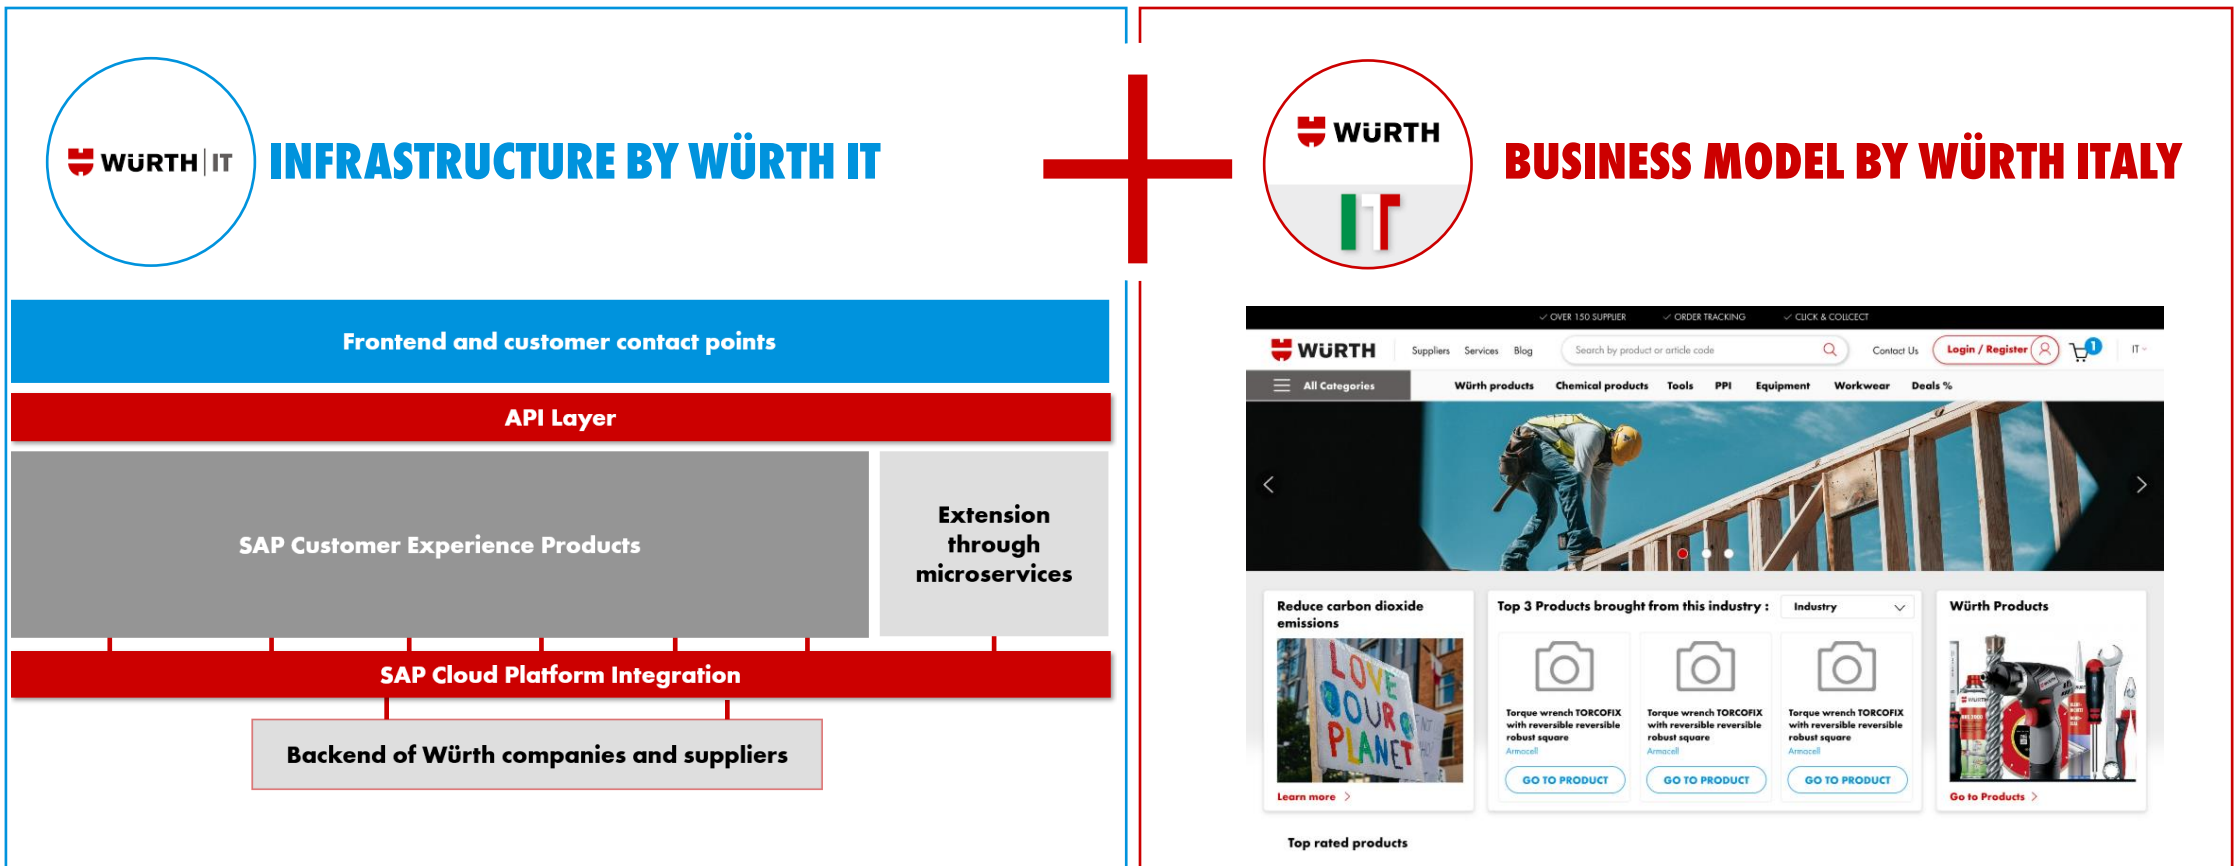 WÜRTH IT
INFRASTRUCTURE BY WÜRTH IT
Frontend and customer contact points
API Layer
SAP Customer Experience Products
Extension
through
microservices
SAP Cloud Platform Integration
Backend of Würth companies and suppliers
WÜRTH
IT
BUSINESS MODEL BY WÜRTH ITALY
OVER 150 SUPPLIER ORDER TRACKING CLICK & COLLCECT
WÜRTH Suppliers Services Blog Search by product or article code Contact Us Login / Register 1 IT
All Categories Würth products Chemical products Tools PPI Equipment Workwear Deals %
Reduce carbon dioxide
emissions
LOVE
OUR
PLANET
Learn more
Top 3 Products brought from this industry : Industry
Torque wrench TORCOFIX
with reversible reversible
robust square
Armacell
GO TO PRODUCT
Torque wrench TORCOFIX
with reversible reversible
robust square
Armacell
GO TO PRODUCT
Torque wrench TORCOFIX
with reversible reversible
robust square
Armacell
GO TO PRODUCT
Würth Products
Go to Products
Top rated products